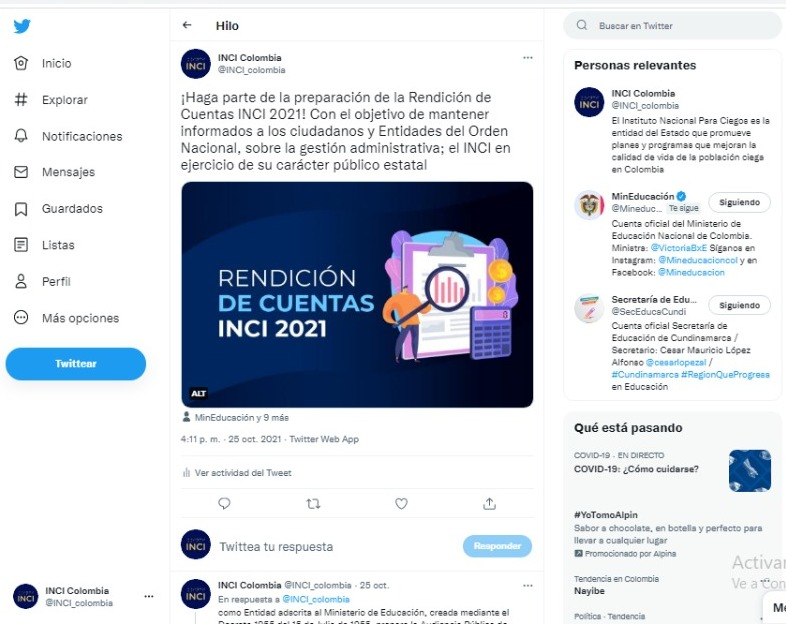 Hilo
Buscar en Twitter
Inicio
Explorar
Notificaciones
Mensajes
Guardados
Listas
Perfil
Más opciones
Twittear
INCI Colombia
@INCI_colombia
INCI
INCI Colombia
@INCI_colombia
¡Haga parte de la preparación de la Rendición de
Cuentas INCI 2021! Con el objetivo de mantener
informados a los ciudadanos y Entidades del Orden
Nacional, sobre la gestión administrativa; el INCI en
ejercicio de su carácter público estatal
RENDICIÓN
DE CUENTAS
INCI 2021
ALT
MinEducación y 9 más
4:11 p. m. · 25 oct. 2021 · Twitter Web App
Ver actividad del Tweet
INCI
Twittea tu respuesta
Responder
INCI
INCI Colombia @INCI_colombia · 25 oct.
En respuesta a @INCI_colombia
como Entidad adscrita al Ministerio de Educación, creada mediante el
Personas relevantes
INCI
INCI Colombia
@INCI_colombia
El Instituto Nacional Para Ciegos es la
entidad del Estado que promueve
planes y programas que mejoran la
calidad de vida de la población ciega
en Colombia
MinEducación
@Mineduc... Te sigue
Siguiendo
Cuenta oficial del Ministerio de
Educación Nacional de Colombia.
Ministra: @VictoriaBxE Síganos en
Instagram: @Mineducacioncol y en
Facebook: @Mineducacion
Secretaría de Edu...
@SecEducaCundi
Siguiendo
Cuenta oficial Secretaría de
Educación de Cundinamarca /
Secretario: Cesar Mauricio López
Alfonso @cesarlopezal /
#Cundinamarca #RegionQueProgresa
en Educación
Qué está pasando
COVID-19 · EN DIRECTO
COVID-19: ¿Cómo cuidarse?
#YoTomoAlpin
Sabor a chocolate, en botella y perfecto para
llevar a cualquier lugar
Promocionado por Alpina
Tendencia en Colombia
Nayibe
Política · Tendencia
Activar
Ve a Con
Me
INCI